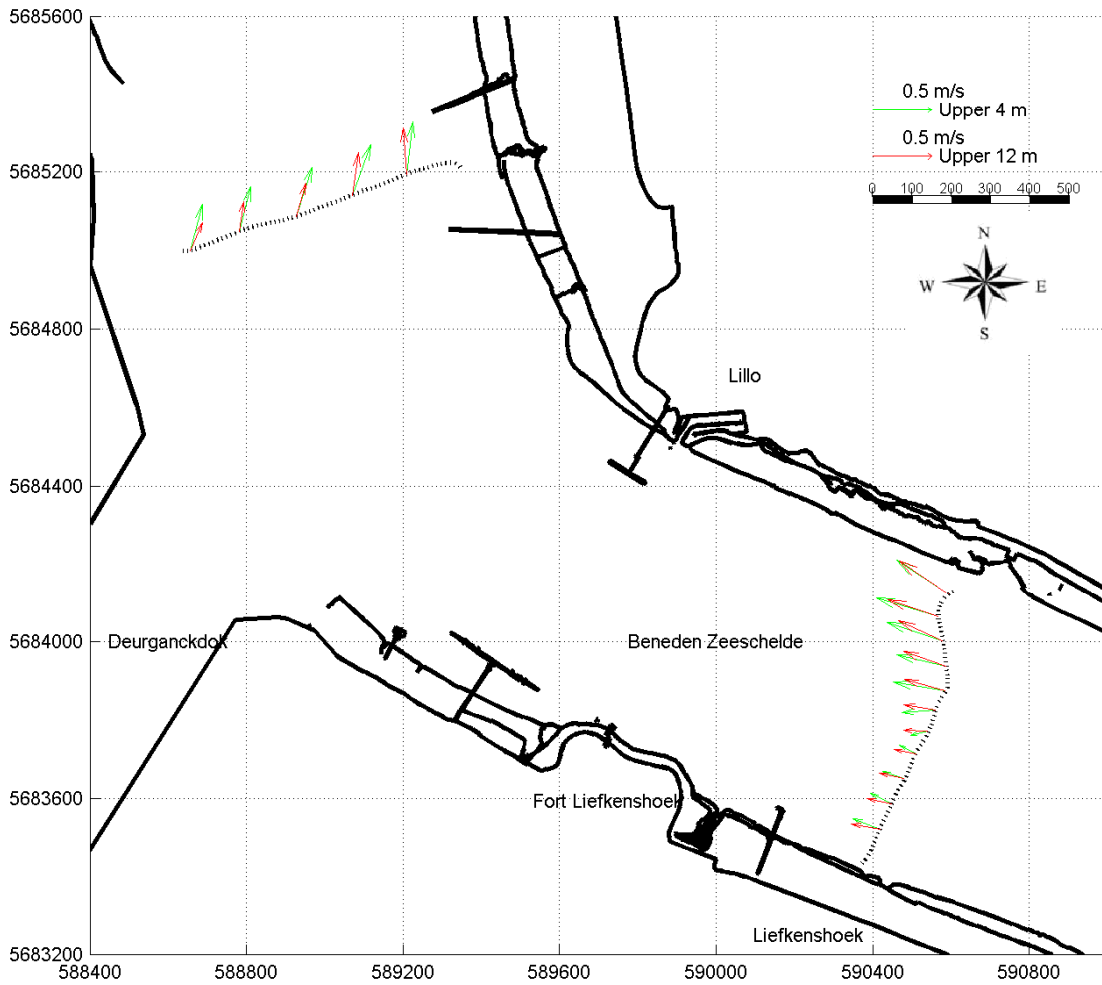 5685600
0.5 m/s
Upper 4 m
0.5 m/s
Upper 12 m
5685200
0 100 200 300 400 500
N
W E
S
5684800
Lillo
5684400
5684000
Deurganckdok
Beneden Zeeschelde
5683600
Fort Liefkenshoek
Liefkenshoek
5683200
588400 588800 589200 589600 590000 590400 590800